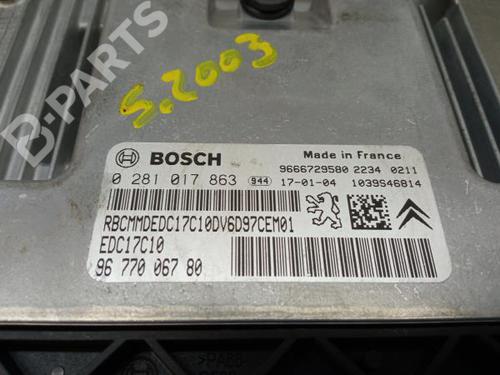 B-PARTS
S.2003
BOSCH
Made in France
9666729580 2234 0211
0 281 017 863 944 17-01-04 1039S46814
RBCMMDEDC17C10DV6D97CEM01
EDC17C10
96 770 067 80
BOSCH